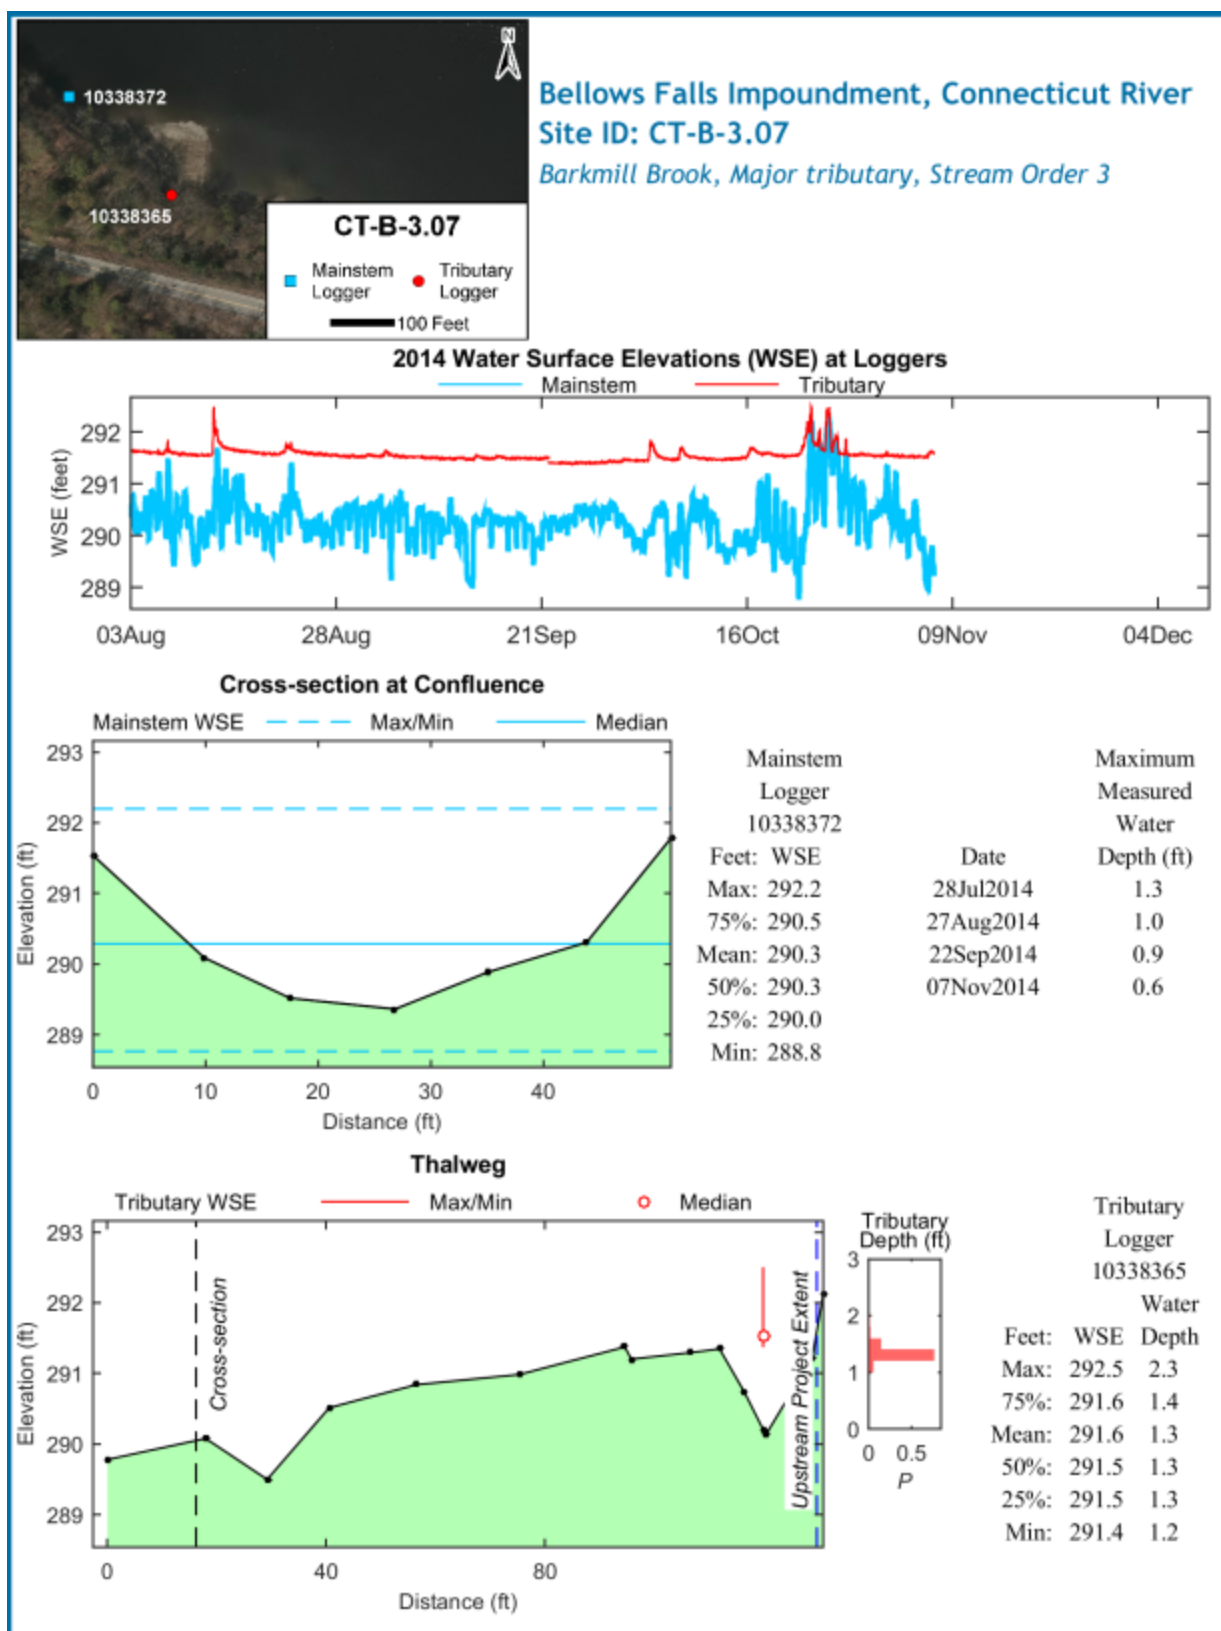 N
10338372
10338365
CT-B-3.07
Mainstem Logger
Tributary Logger
100 Feet
Bellows Falls Impoundment, Connecticut River
Site ID: CT-B-3.07
Barkmill Brook, Major tributary, Stream Order 3
2014 Water Surface Elevations (WSE) at Loggers
Mainstem Tributary
WSE (feet)
292
291
290
289
03Aug 28Aug 21Sep 16Oct 09Nov 04Dec
Cross-section at Confluence
Mainstem WSE Max/Min Median
Elevation (ft)
293
292
291
290
289
0 10 20 30 40
Distance (ft)
Mainstem
Logger
10338372
Feet: WSE
Max: 292.2
75%: 290.5
Mean: 290.3
50%: 290.3
25%: 290.0
Min: 288.8
Maximum
Measured
Water
Date Depth (ft)
28Jul2014 1.3
27Aug2014 1.0
22Sep2014 0.9
07Nov2014 0.6
Thalweg
Tributary WSE Max/Min Median
Elevation (ft)
293
292
291
290
289
Cross-section
Upstream Project Extent
0 40 80
Distance (ft)
Tributary
Depth (ft)
3
2
1
0
0 0.5
P
Tributary
Logger
10338365
Water
Feet: WSE Depth
Max: 292.5 2.3
75%: 291.6 1.4
Mean: 291.6 1.3
50%: 291.5 1.3
25%: 291.5 1.3
Min: 291.4 1.2